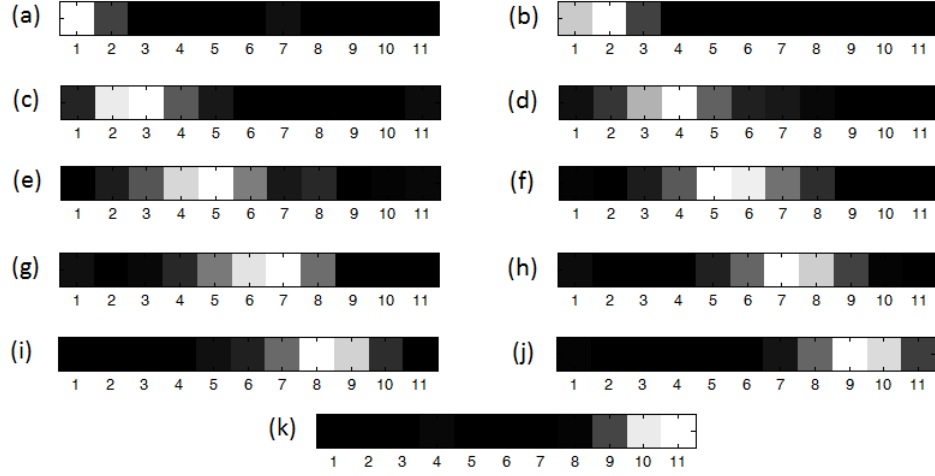 (a) (b)
1 2 3 4 5 6 7 8 9 10 11 1 2 3 4 5 6 7 8 9 10 11
(c) (d)
1 2 3 4 5 6 7 8 9 10 11 1 2 3 4 5 6 7 8 9 10 11
(e) (f)
1 2 3 4 5 6 7 8 9 10 11 1 2 3 4 5 6 7 8 9 10 11
(g) (h)
1 2 3 4 5 6 7 8 9 10 11 1 2 3 4 5 6 7 8 9 10 11
(i) (j)
1 2 3 4 5 6 7 8 9 10 11 1 2 3 4 5 6 7 8 9 10 11
(k)
1 2 3 4 5 6 7 8 9 10 11